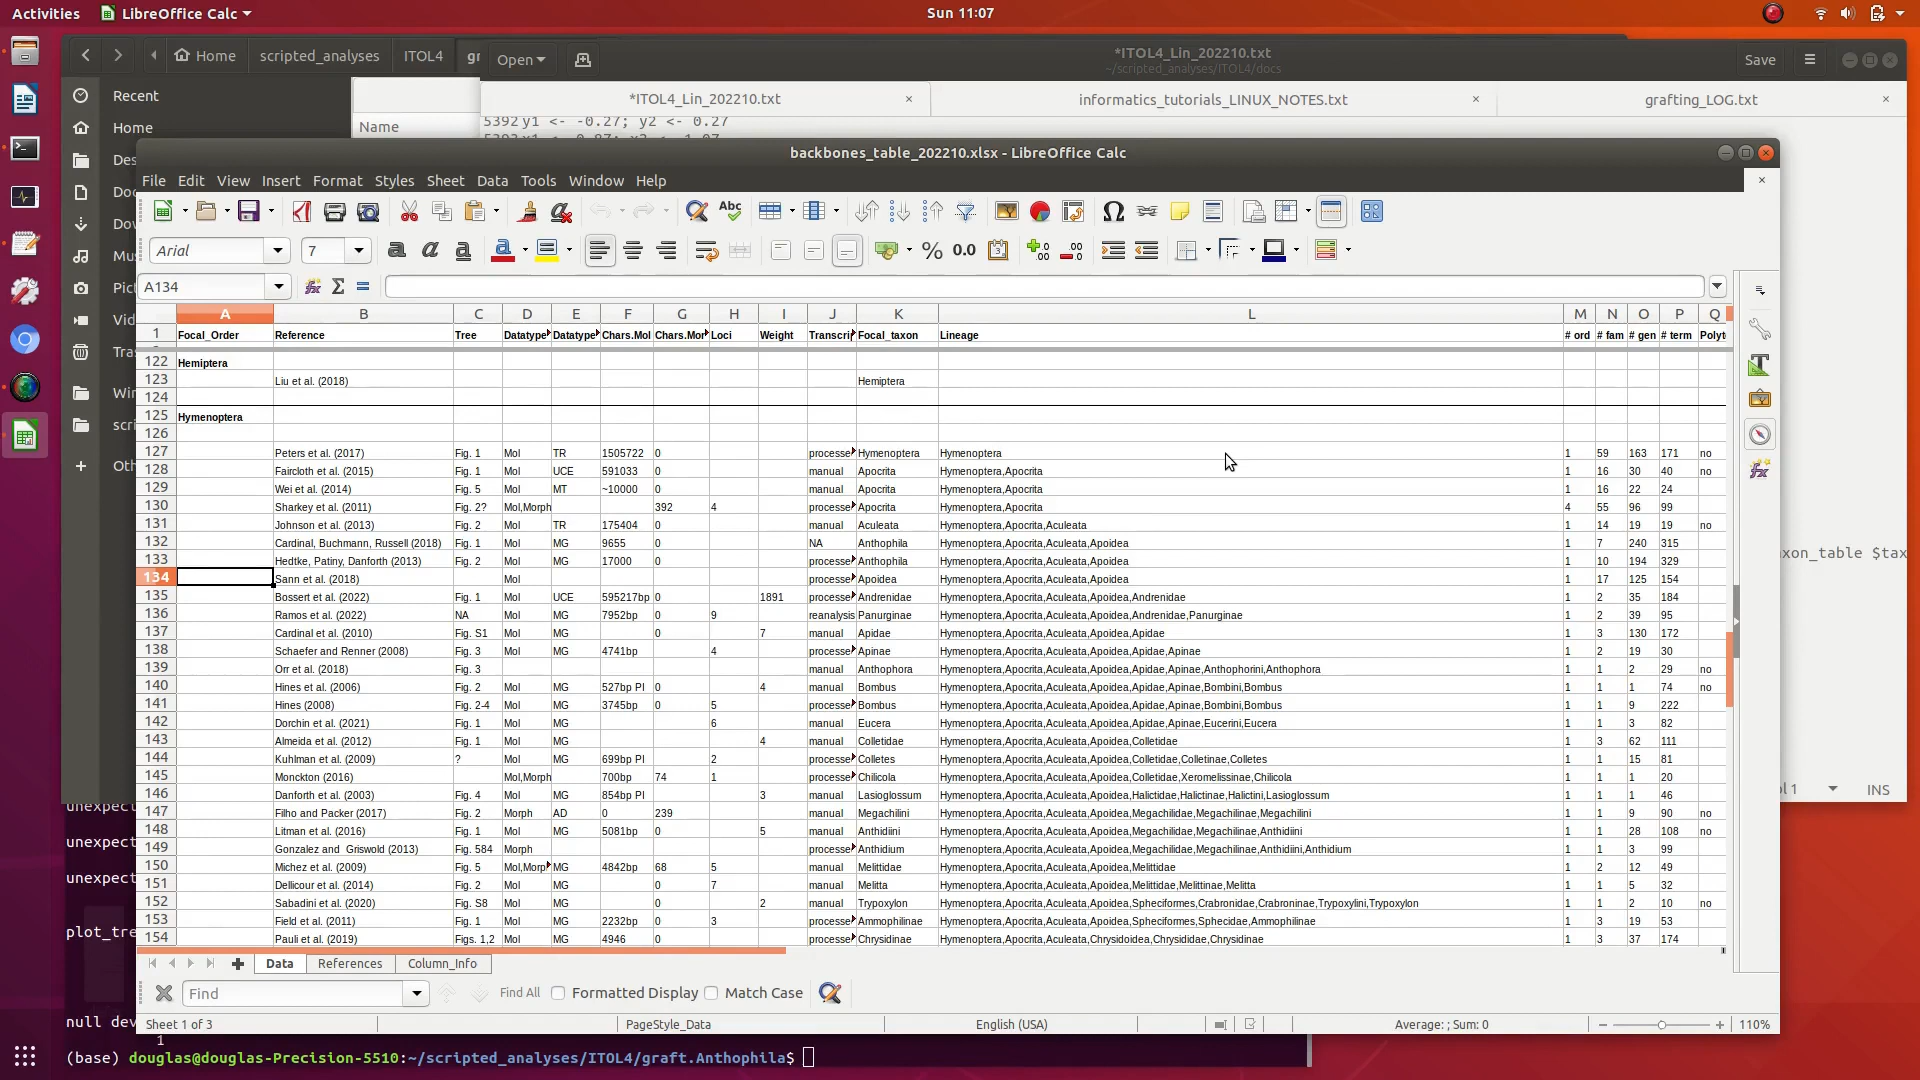 Activities LibreOffice Calc Sun 11:07
Home scripted_analyses ITOL4 gr Open *ITOL4_Lin_202210.txt Save
~/scripted_analyses/ITOL4/docs
Recent *ITOL4_Lin_202210.txt informatics_tutorials_LINUX_NOTES.txt grafting_LOG.txt
5392 y1 <- -0.27; y2 <- 0.27
Home Name
backbones_table_202210.xlsx - LibreOffice Calc
File Edit View Insert Format Styles Sheet Data Tools Window Help
Arial 7
A134
A B C D E F G H I J K L M N O P Q
1 Focal_Order Reference Tree Datatype Datatype Chars.Mol Chars.Mor Loci Weight Transcri Focal_taxon Lineage # ord # fam # gen # term Polyt
122 Hemiptera
123 Liu et al. (2018) Hemiptera
124
125 Hymenoptera
126
127 Peters et al. (2017) Fig. 1 Mol TR 1505722 0 processe Hymenoptera Hymenoptera 1 59 163 171 no
128 Faircloth et al. (2015) Fig. 1 Mol UCE 591033 0 manual Apocrita Hymenoptera,Apocrita 1 16 30 40 no
129 Wei et al. (2014) Fig. 5 Mol MT ~10000 0 manual Apocrita Hymenoptera,Apocrita 1 16 22 24
130 Sharkey et al. (2011) Fig. 2? Mol,Morph 392 4 processe Apocrita Hymenoptera,Apocrita 4 55 96 99
131 Johnson et al. (2013) Fig. 2 Mol TR 175404 0 manual Aculeata Hymenoptera,Apocrita,Aculeata 1 14 19 19 no
132 Cardinal, Buchmann, Russell (2018) Fig. 1 Mol MG 9655 0 NA Anthophila Hymenoptera,Apocrita,Aculeata,Apoidea 1 7 240 315
133 Hedtke, Patiny, Danforth (2013) Fig. 2 Mol MG 17000 0 processe Anthophila Hymenoptera,Apocrita,Aculeata,Apoidea 1 10 194 329
134 Sann et al. (2018) Mol processe Apoidea Hymenoptera,Apocrita,Aculeata,Apoidea 1 17 125 154
135 Bossert et al. (2022) Fig. 1 Mol UCE 595217bp 0 1891 processe Andrenidae Hymenoptera,Apocrita,Aculeata,Apoidea,Andrenidae 1 2 35 184
136 Ramos et al. (2022) NA Mol MG 7952bp 0 9 reanalysis Panurginae Hymenoptera,Apocrita,Aculeata,Apoidea,Andrenidae,Panurginae 1 2 39 95
137 Cardinal et al. (2010) Fig. S1 Mol MG 0 7 manual Apidae Hymenoptera,Apocrita,Aculeata,Apoidea,Apidae 1 3 130 172
138 Schaefer and Renner (2008) Fig. 3 Mol MG 4741bp 4 processe Apinae Hymenoptera,Apocrita,Aculeata,Apoidea,Apidae,Apinae 1 2 19 30
139 Orr et al. (2018) Fig. 3 manual Anthophora Hymenoptera,Apocrita,Aculeata,Apoidea,Apidae,Apinae,Anthophorini,Anthophora 1 1 2 29 no
140 Hines et al. (2006) Fig. 2 Mol MG 527bp PI 0 4 manual Bombus Hymenoptera,Apocrita,Aculeata,Apoidea,Apidae,Apinae,Bombini,Bombus 1 1 1 74 no
141 Hines (2008) Fig. 2-4 Mol MG 3745bp 0 5 processe Bombus Hymenoptera,Apocrita,Aculeata,Apoidea,Apidae,Apinae,Bombini,Bombus 1 1 9 222
142 Dorchin et al. (2021) Fig. 1 Mol MG 6 manual Eucera Hymenoptera,Apocrita,Aculeata,Apoidea,Apidae,Apinae,Eucerini,Eucera 1 1 3 82
143 Almeida et al. (2012) Fig. 1 Mol MG 4 manual Colletidae Hymenoptera,Apocrita,Aculeata,Apoidea,Colletidae 1 3 62 111
144 Kuhlman et al. (2009) ? Mol MG 699bp PI 2 processe Colletes Hymenoptera,Apocrita,Aculeata,Apoidea,Colletidae,Colletinae,Colletes 1 1 15 81
145 Monckton (2016) Mol,Morph 700bp 74 1 processe Chilicola Hymenoptera,Apocrita,Aculeata,Apoidea,Colletidae,Xeromelissinae,Chilicola 1 1 1 20
146 Danforth et al. (2003) Fig. 4 Mol MG 854bp PI 3 manual Lasioglossum Hymenoptera,Apocrita,Aculeata,Apoidea,Halictidae,Halictinae,Halictini,Lasioglossum 1 1 1 46
147 Filho and Packer (2017) Fig. 2 Morph AD 0 239 manual Megachilini Hymenoptera,Apocrita,Aculeata,Apoidea,Megachilidae,Megachilinae,Megachilini 1 1 9 90 no
148 Litman et al. (2016) Fig. 1 Mol MG 5081bp 0 5 manual Anthidiini Hymenoptera,Apocrita,Aculeata,Apoidea,Megachilidae,Megachilinae,Anthidiini 1 1 28 108 no
149 Gonzalez and Griswold (2013) Fig. 584 Morph processe Anthidium Hymenoptera,Apocrita,Aculeata,Apoidea,Megachilidae,Megachilinae,Anthidiini,Anthidium 1 1 3 99
150 Michez et al. (2009) Fig. 5 Mol,Morp MG 4842bp 68 5 manual Melittidae Hymenoptera,Apocrita,Aculeata,Apoidea,Melittidae 1 2 12 49
151 Dellicour et al. (2014) Fig. 2 Mol MG 0 7 manual Melitta Hymenoptera,Apocrita,Aculeata,Apoidea,Melittidae,Melittinae,Melitta 1 1 5 32
152 Sabadini et al. (2020) Fig. S8 Mol MG 0 2 manual Trypoxylon Hymenoptera,Apocrita,Aculeata,Apoidea,Spheciformes,Crabronidae,Crabroninae,Trypoxylini,Trypoxylon 1 1 2 10 no
153 Field et al. (2011) Fig. 1 Mol MG 2232bp 0 3 processe Ammophilinae Hymenoptera,Apocrita,Aculeata,Apoidea,Spheciformes,Sphecidae,Ammophilinae 1 3 19 53
154 Pauli et al. (2019) Figs. 1,2 Mol MG 4946 0 processe Chrysidinae Hymenoptera,Apocrita,Aculeata,Chrysidoidea,Chrysididae,Chrysidinae 1 3 37 174
Des
Doc
Dov
Mus
Pict
Vid
Tras
Win
scri
Oth
axon_table $tax
ol 1 INS
unexpect
unexpect
unexpect
plot_tre
Data References Column_Info
Find Find All Formatted Display Match Case
Sheet 1 of 3 PageStyle_Data English (USA) Average: ; Sum: 0 110%
null dev
1
(base) douglas@douglas-Precision-5510:~/scripted_analyses/ITOL4/graft.Anthophila$